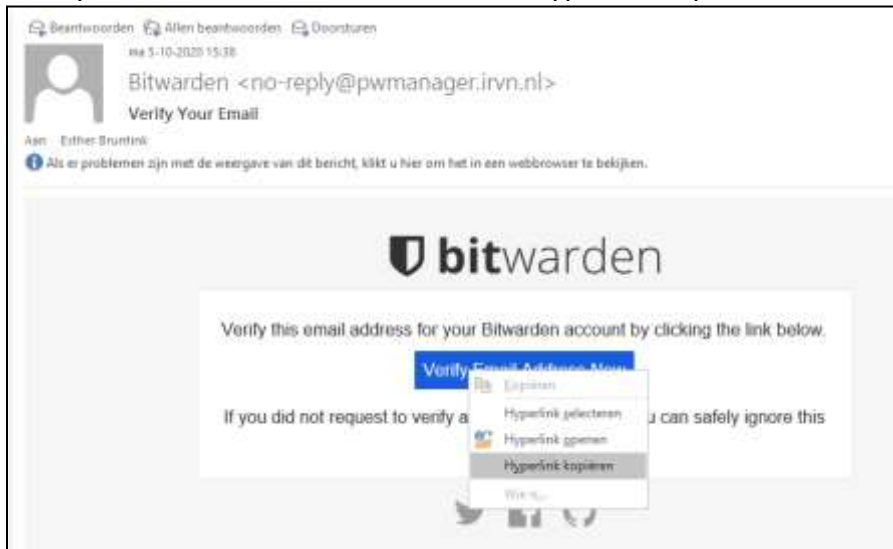 Beantwoorden Allen beantwoorden Doorsturen
ma 5-10-2020 15:38
Bitwarden <no-reply@pwmanager.irvn.nl>
Verify Your Email
Aan Esther Bruntink
Als er problemen zijn met de weergave van dit bericht, klikt u hier om het in een webbrowser te bekijken.
bitwarden
Verify this email address for your Bitwarden account by clicking the link below.
Verify Email Address Now
Kopiëren
If you did not request to verify a
Hyperlink selecteren
u can safely ignore this
Hyperlink openen
Hyperlink kopiëren